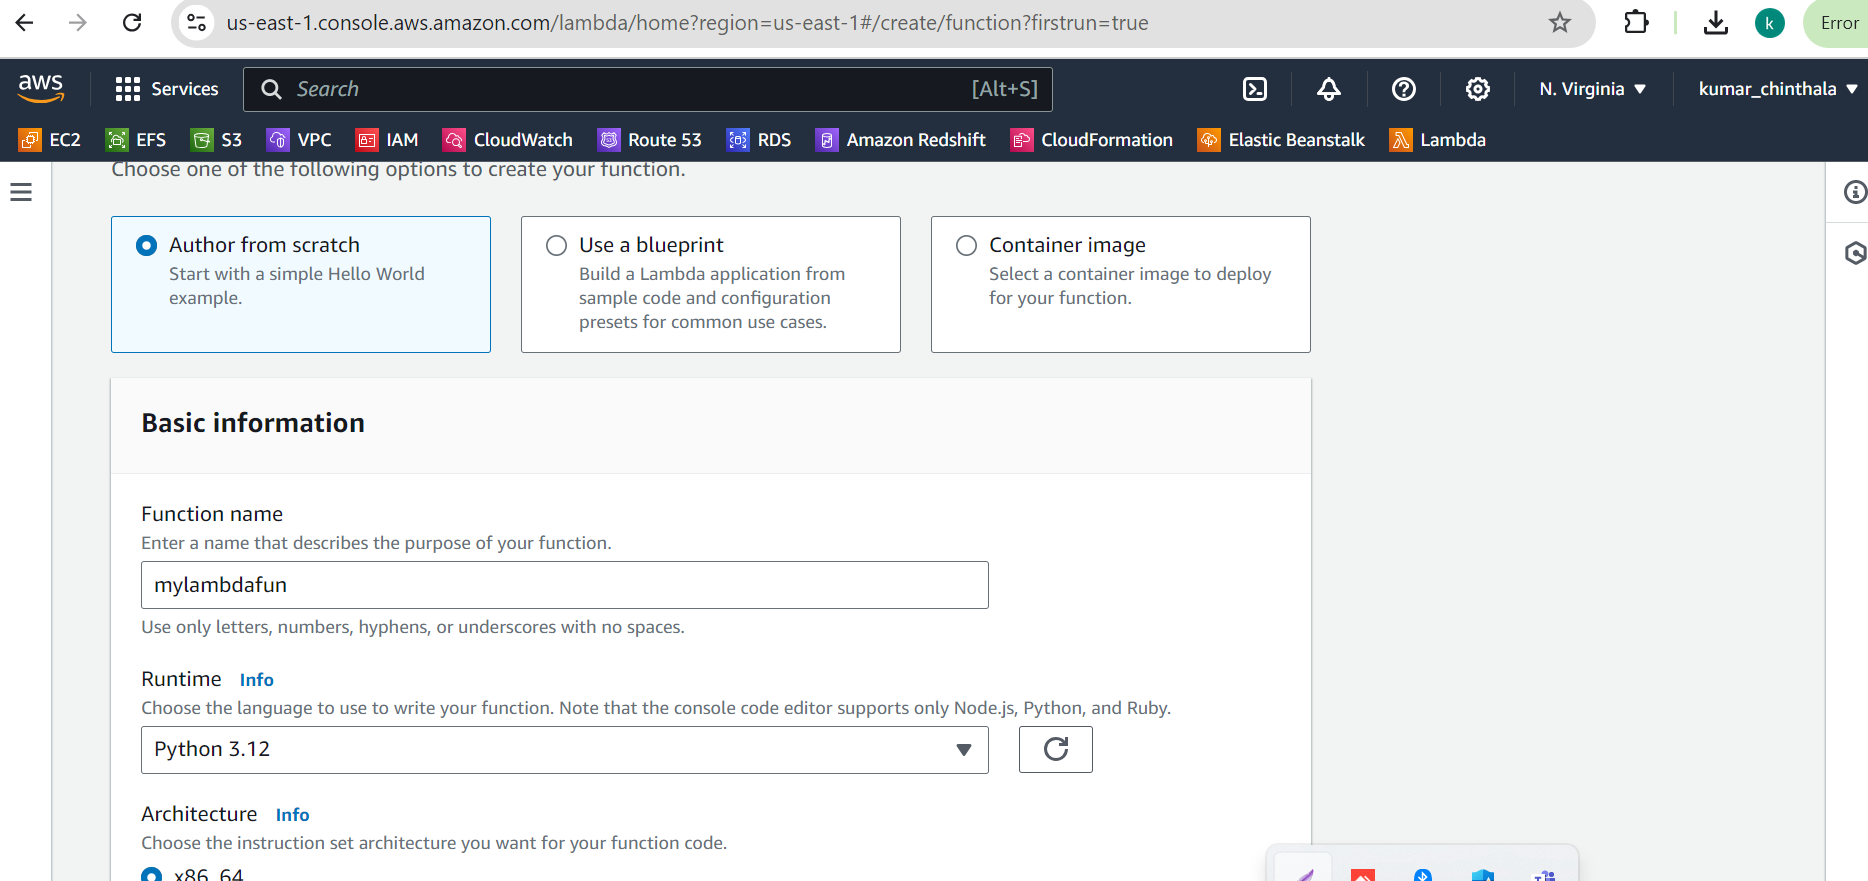 us-east-1.console.aws.amazon.com/lambda/home?region=us-east-1#/create/function?firstrun=true
k
Error
aws
Services
Search
[Alt+S]
N. Virginia
kumar_chinthala
EC2
EFS
S3
VPC
IAM
CloudWatch
Route 53
RDS
Amazon Redshift
CloudFormation
Elastic Beanstalk
Lambda
Choose one of the following options to create your function.
Author from scratch
Start with a simple Hello World
example.
Use a blueprint
Build a Lambda application from
sample code and configuration
presets for common use cases.
Container image
Select a container image to deploy
for your function.
Basic information
Function name
Enter a name that describes the purpose of your function.
mylambdafun
Use only letters, numbers, hyphens, or underscores with no spaces.
Runtime Info
Choose the language to use to write your function. Note that the console code editor supports only Node.js, Python, and Ruby.
Python 3.12
Architecture Info
Choose the instruction set architecture you want for your function code.
x86_64